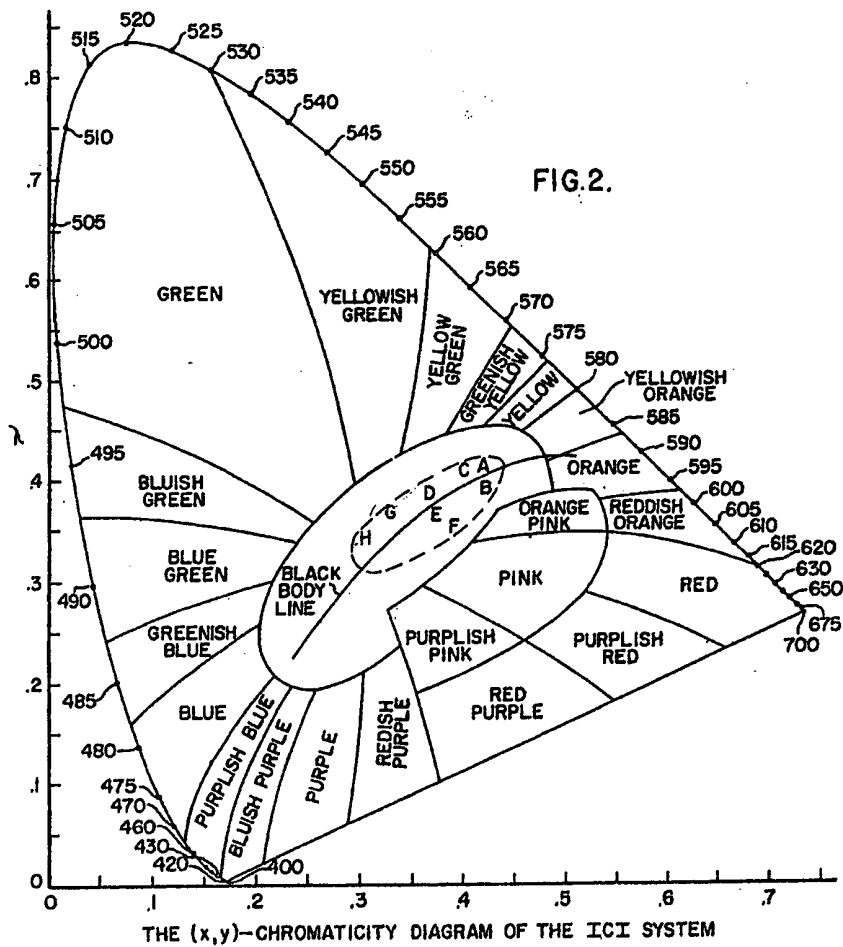 520
515
525
530
535
540
545
550
555
560
565
570
575
580
585
590
595
600
605
610
615
620
630
650
675
700
510
505
500
495
490
485
480
475
470
460
430
420
400
FIG.2.
.8
.7
.6
.5
.4
.3
.2
.1
0
y
GREEN
YELLOWISH
GREEN
YELLOW
GREEN
GREENISH
YELLOW
YELLOW
YELLOWISH
ORANGE
ORANGE
REDDISH
ORANGE
ORANGE
PINK
PINK
RED
PURPLISH
PINK
PURPLISH
RED
RED
PURPLE
REDISH
PURPLE
PURPLE
BLUISH PURPLE
PURPLISH BLUE
BLUE
GREENISH
BLUE
BLUE
GREEN
BLUISH
GREEN
BLACK
BODY
LINE
C A
D B
G E
F
H
0 .1 .2 .3 .4 .5 .6 .7
THE (x,y)-CHROMATICITY DIAGRAM OF THE I.C.I SYSTEM